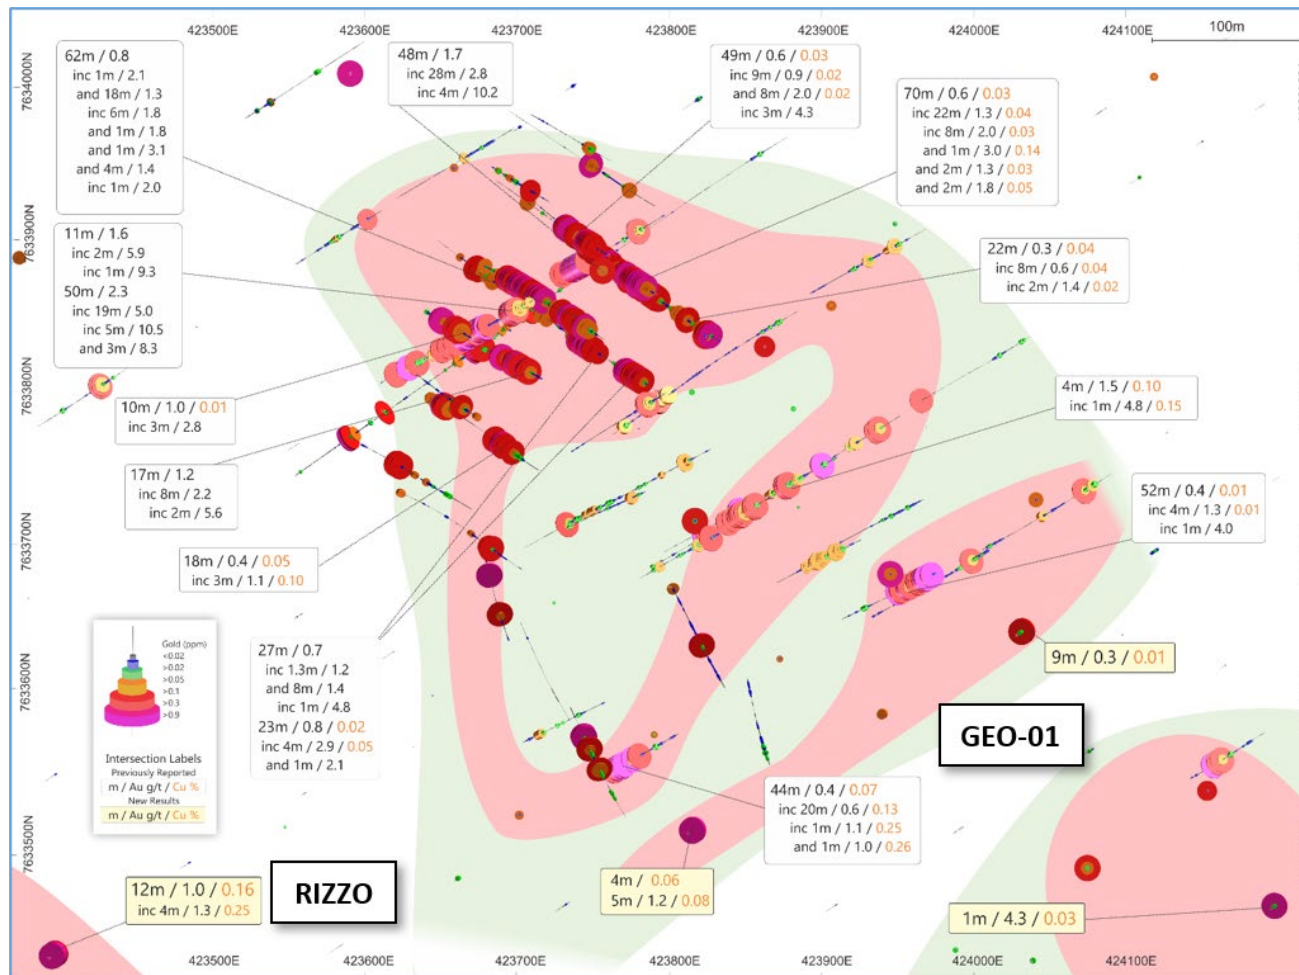 423500E
423600E
423700E
423800E
423900E
424000E
424100E
100m
7634000N
7633900N
7633800N
7633700N
7633600N
7633500N
62m / 0.8
inc 1m / 2.1
and 18m / 1.3
inc 6m / 1.8
and 1m / 1.8
and 1m / 3.1
and 4m / 1.4
inc 1m / 2.0
48m / 1.7
inc 28m / 2.8
inc 4m / 10.2
49m / 0.6 / 0.03
inc 9m / 0.9 / 0.02
and 8m / 2.0 / 0.02
inc 3m / 4.3
70m / 0.6 / 0.03
inc 22m / 1.3 / 0.04
inc 8m / 2.0 / 0.03
and 1m / 3.0 / 0.14
and 2m / 1.3 / 0.03
and 2m / 1.8 / 0.05
11m / 1.6
inc 2m / 5.9
inc 1m / 9.3
50m / 2.3
inc 19m / 5.0
inc 5m / 10.5
and 3m / 8.3
22m / 0.3 / 0.04
inc 8m / 0.6 / 0.04
inc 2m / 1.4 / 0.02
10m / 1.0 / 0.01
inc 3m / 2.8
4m / 1.5 / 0.10
inc 1m / 4.8 / 0.15
17m / 1.2
inc 8m / 2.2
inc 2m / 5.6
52m / 0.4 / 0.01
inc 4m / 1.3 / 0.01
inc 1m / 4.0
18m / 0.4 / 0.05
inc 3m / 1.1 / 0.10
27m / 0.7
inc 1.3m / 1.2
and 8m / 1.4
inc 1m / 4.8
23m / 0.8 / 0.02
inc 4m / 2.9 / 0.05
and 1m / 2.1
9m / 0.3 / 0.01
Gold (ppm)
<0.02
>0.02
>0.05
>0.1
>0.3
>0.9
Intersection Labels
Previously Reported
m / Au g/t / Cu %
New Results
m / Au g/t / Cu %
GEO-01
44m / 0.4 / 0.07
inc 20m / 0.6 / 0.13
inc 1m / 1.1 / 0.25
and 1m / 1.0 / 0.26
12m / 1.0 / 0.16
inc 4m / 1.3 / 0.25
RIZZO
4m / 0.06
5m / 1.2 / 0.08
1m / 4.3 / 0.03
423500E
423600E
423700E
423800E
423900E
424000E
424100E